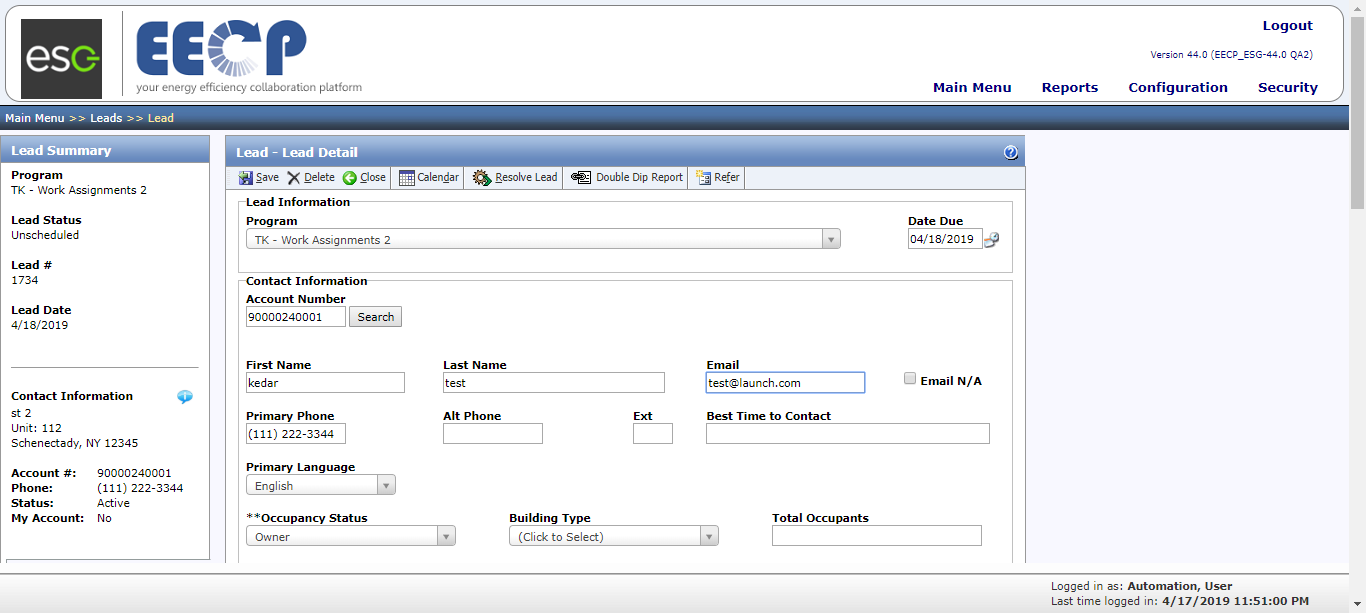 esg
EECP
your energy efficiency collaboration platform
Logout
Version 44.0 (EECP_ESG-44.0 QA2)
Main Menu Reports Configuration Security
Main Menu >> Leads >> Lead
Lead Summary
Program
TK - Work Assignments 2
Lead Status
Unscheduled
Lead #
1734
Lead Date
4/18/2019
Contact Information
st 2
Unit: 112
Schenectady, NY 12345
Account #: 90000240001
Phone: (111) 222-3344
Status: Active
My Account: No
Lead - Lead Detail ?
Save Delete Close Calendar Resolve Lead Double Dip Report Refer
Lead Information
Program Date Due
TK - Work Assignments 2 04/18/2019
Contact Information
Account Number
90000240001 Search
First Name Last Name Email
kedar test test@launch.com Email N/A
Primary Phone Alt Phone Ext Best Time to Contact
(111) 222-3344
Primary Language
English
**Occupancy Status Building Type Total Occupants
Owner (Click to Select)
Logged in as: Automation, User
Last time logged in: 4/17/2019 11:51:00 PM